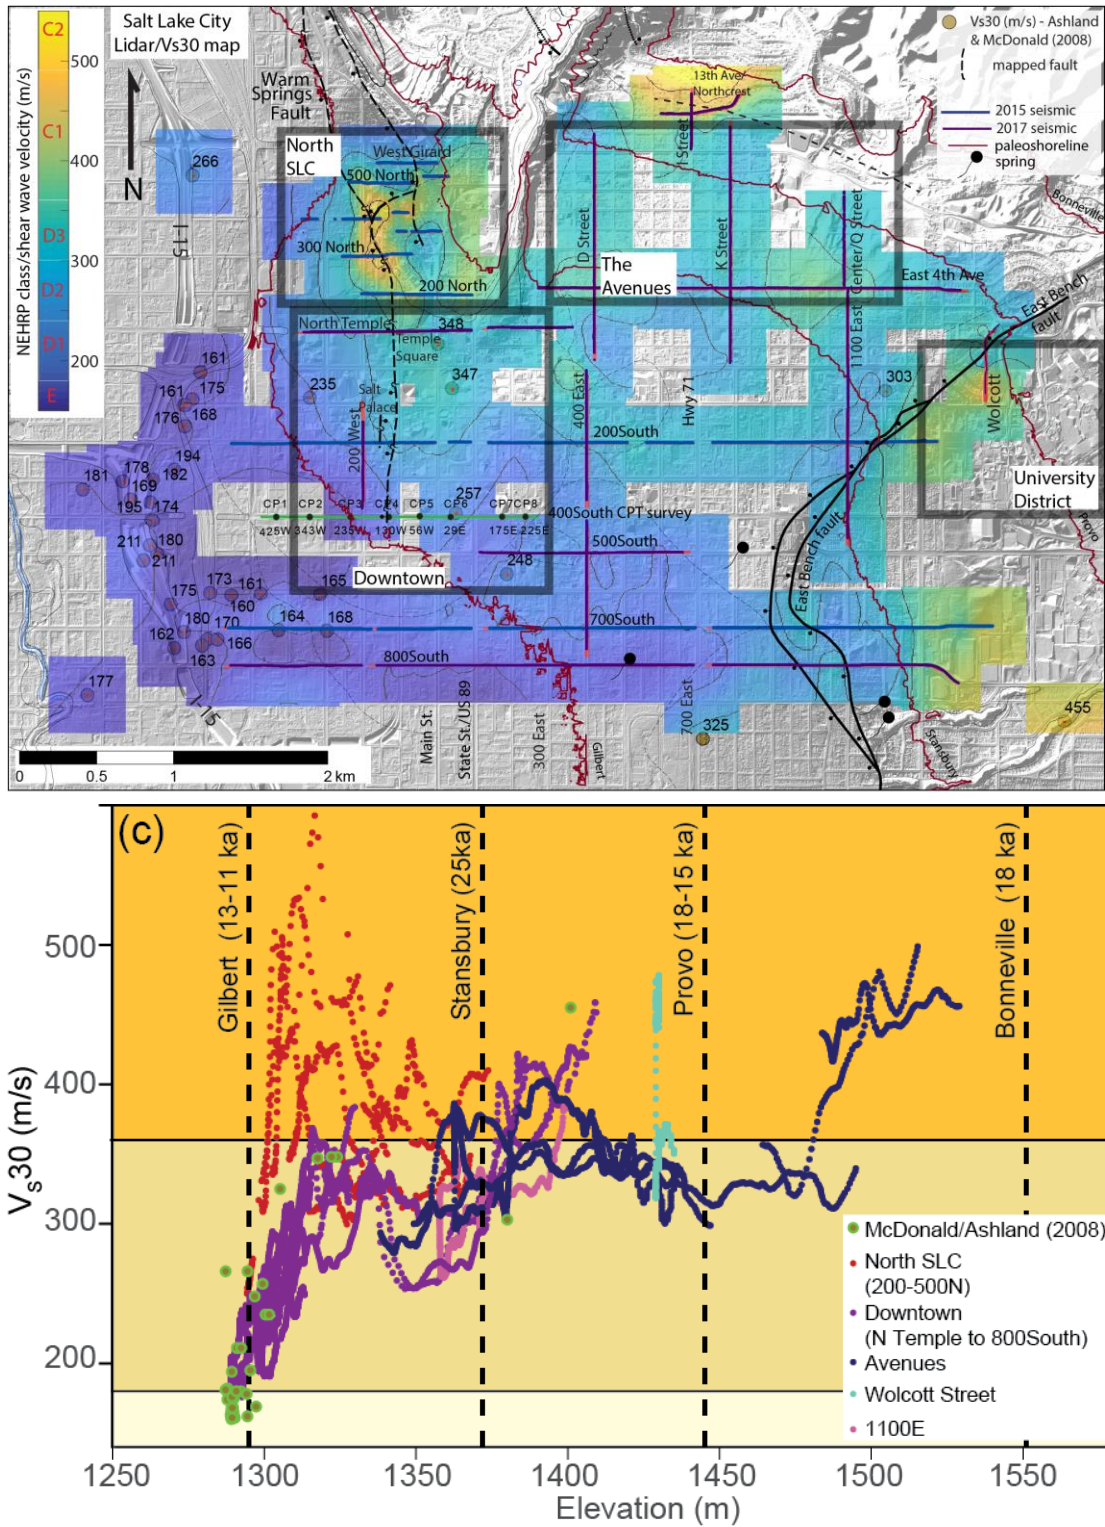 Salt Lake City
Lidar/Vs30 map
NEHRP class/shear wave velocity (m/s)
C2
500
C1
400
D3
300
D2
D1
200
E
N
Warm
Springs
Fault
13th Ave/
Northcrest
Vs30 (m/s) - Ashland
& McDonald (2008)
mapped fault
2015 seismic
2017 seismic
paleoshoreline
spring
266
I-15
North
SLC
West Girard
500 North
300 North
200 North
I Street
D Street
K Street
Center/Q Street
1100 East
The
Avenues
East 4th Ave
Bonneville
East Bench
fault
North Temple
348
Temple
Square
347
235
Salt
Palace
200 West
400 East
Hwy 71
303
Wolcott
161
161
175
176
168
200South
194
178
182
181
169
195
174
University
District
Provo
CP1
CP2
CP3
CP4
CP5
CP6
CP7
CP8
257
400South CPT survey
425W
343W
235W
130W
56W
29E
175E
225E
211
180
211
500South
248
Downtown
East Bench fault
173
161
165
175
160
180
170
164
168
162
166
163
700South
800South
177
I-15
Main St.
State St./US 89
300 East
Gilbert
700 East
325
Stansbury
455
0
0.5
1
2 km
(c)
Gilbert (13-11 ka)
Stansbury (25ka)
Provo (18-15 ka)
Bonneville (18 ka)
500
400
300
200
Vs30 (m/s)
McDonald/Ashland (2008)
North SLC
(200-500N)
Downtown
(N Temple to 800South)
Avenues
Wolcott Street
1100E
1250
1300
1350
1400
1450
1500
1550
Elevation (m)